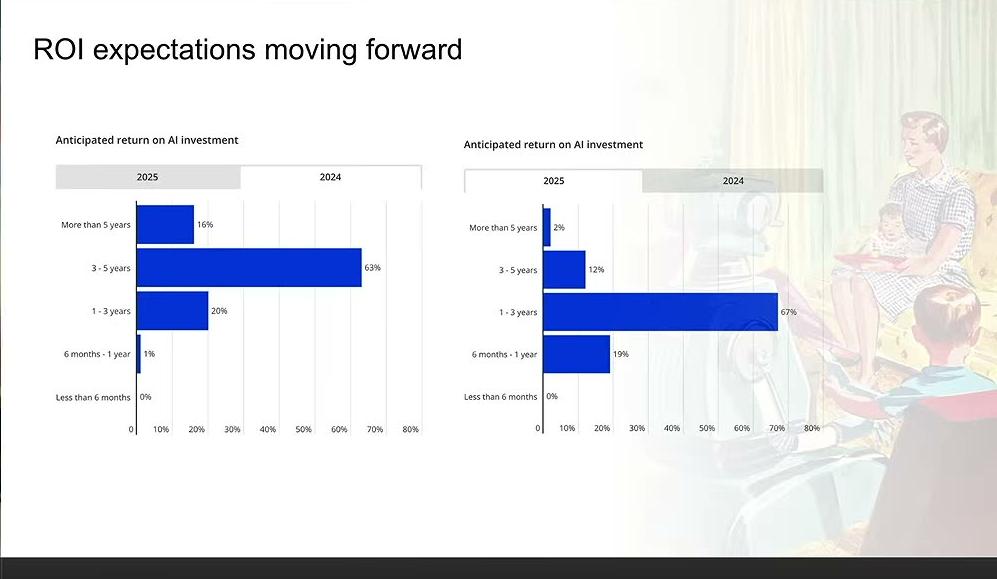 ROI expectations moving forward
Anticipated return on AI investment
2025 2024
More than 5 years 16%
3 - 5 years 63%
1 - 3 years 20%
6 months - 1 year 1%
Less than 6 months 0%
0 10% 20% 30% 40% 50% 60% 70% 80%
Anticipated return on AI investment
2025 2024
More than 5 years 2%
3 - 5 years 12%
1 - 3 years 67%
6 months - 1 year 19%
Less than 6 months 0%
0 10% 20% 30% 40% 50% 60% 70% 80%